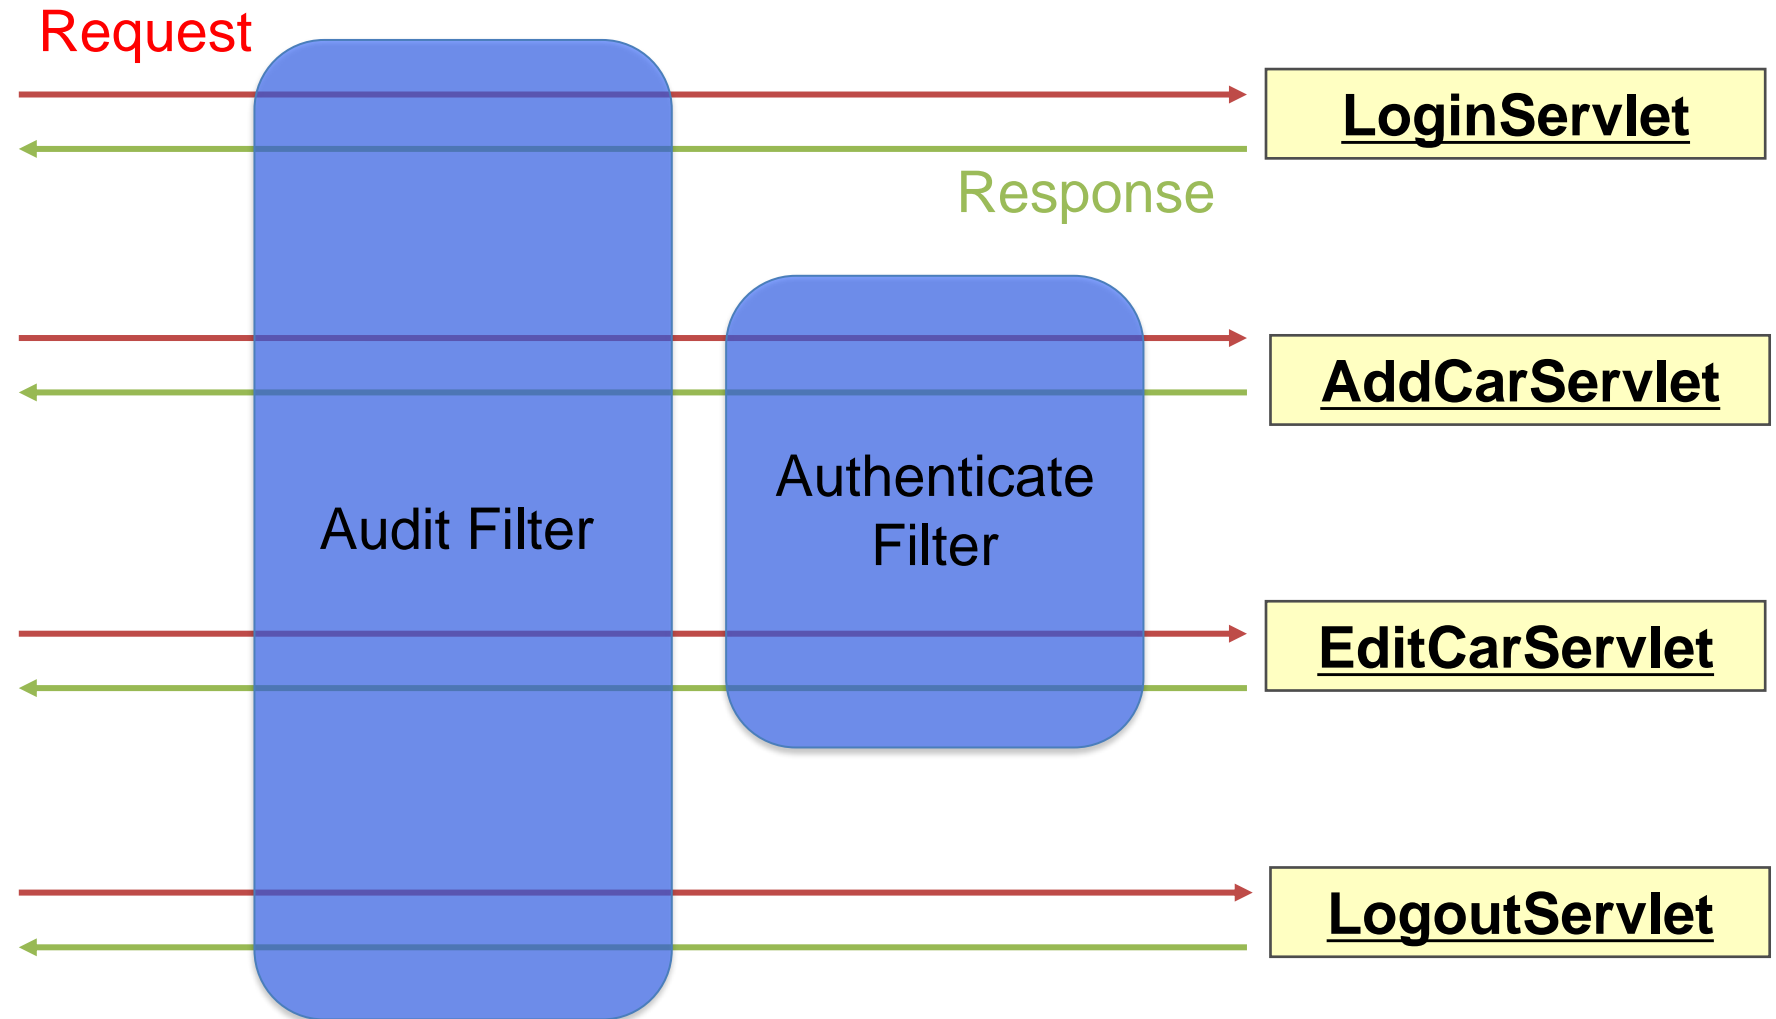 Request
LoginServlet
Response
AddCarServlet
Authenticate
Filter
Audit Filter
EditCarServlet
LogoutServlet